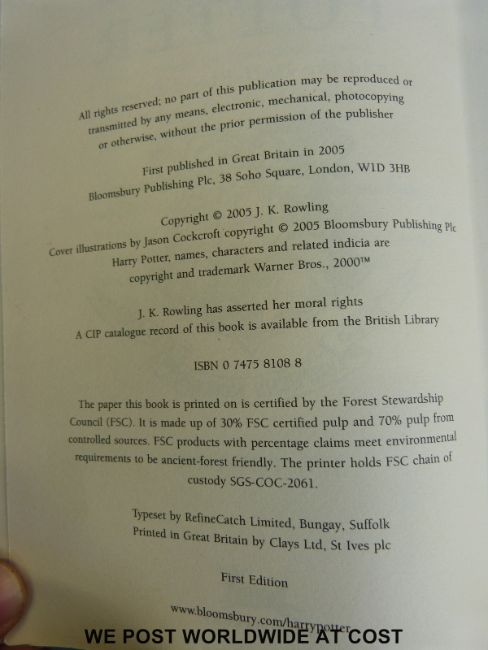 All rights reserved; no part of this publication may be reproduced or
transmitted by any means, electronic, mechanical, photocopying
or otherwise, without the prior permission of the publisher
First published in Great Britain in 2005
Bloomsbury Publishing Plc, 38 Soho Square, London, W1D 3HB
Copyright © 2005 J. K. Rowling
Cover illustrations by Jason Cockcroft copyright © 2005 Bloomsbury Publishing Plc
Harry Potter, names, characters and related indicia are
copyright and trademark Warner Bros., 2000™
J. K. Rowling has asserted her moral rights
A CIP catalogue record of this book is available from the British Library
ISBN 0 7475 8108 8
The paper this book is printed on is certified by the Forest Stewardship
Council (FSC). It is made up of 30% FSC certified pulp and 70% pulp from
controlled sources. FSC products with percentage claims meet environmental
requirements to be ancient-forest friendly. The printer holds FSC chain of
custody SGS-COC-2061.
Typeset by RefineCatch Limited, Bungay, Suffolk
Printed in Great Britain by Clays Ltd, St Ives plc
First Edition
www.bloomsbury.com/harrypotter
WE POST WORLDWIDE AT COST